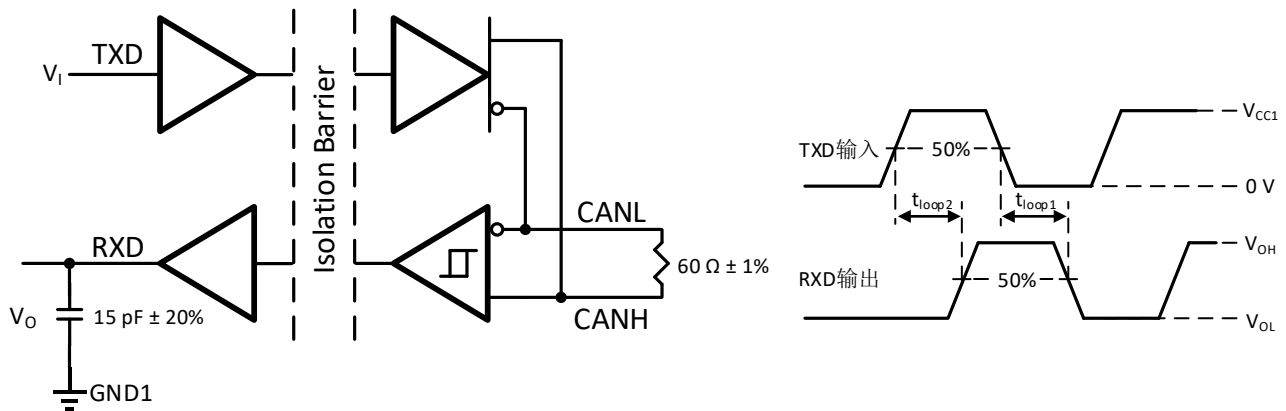 TXD
V_I
Isolation Barrier
RXD
V_O
15 pF ± 20%
GND1
CANL
60 Ω ± 1%
CANH
TXD输入
50%
V_CC1
0 V
t_loop2
t_loop1
RXD输出
50%
V_OH
V_OL